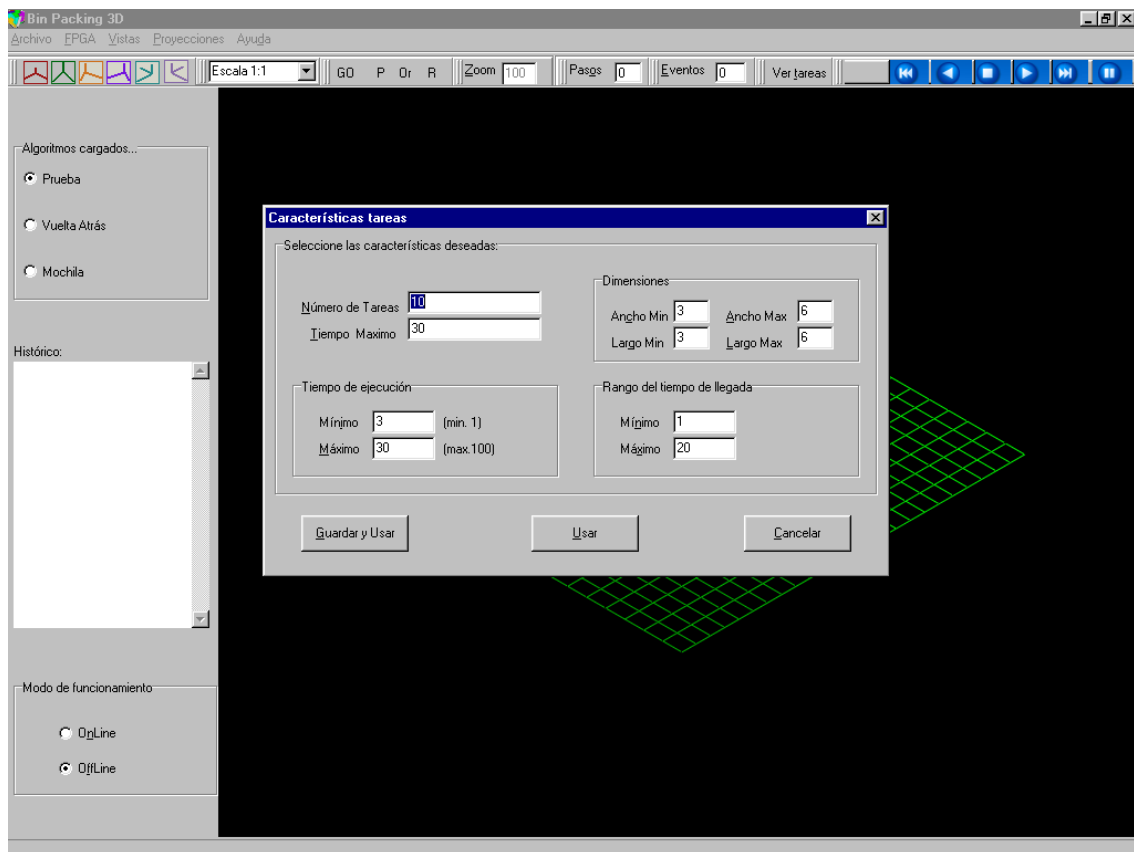 Bin Packing 3D
Archivo FPGA Vistas Proyecciones Ayuda
Escala 1:1 GO P Or R Zoom 100 Pasos 0 Eventos 0 Ver tareas
Algoritmos cargados...
Prueba
Vuelta Atrás
Mochila
Histórico:
Modo de funcionamiento
OnLine
OffLine
Características tareas
Seleccione las características deseadas:
Número de Tareas 10
Tiempo Maximo 30
Dimensiones
Ancho Min 3 Ancho Max 6
Largo Min 3 Largo Max 6
Tiempo de ejecución
Mínimo 3 (min. 1)
Máximo 30 (max.100)
Rango del tiempo de llegada
Mínimo 1
Máximo 20
Guardar y Usar Usar Cancelar